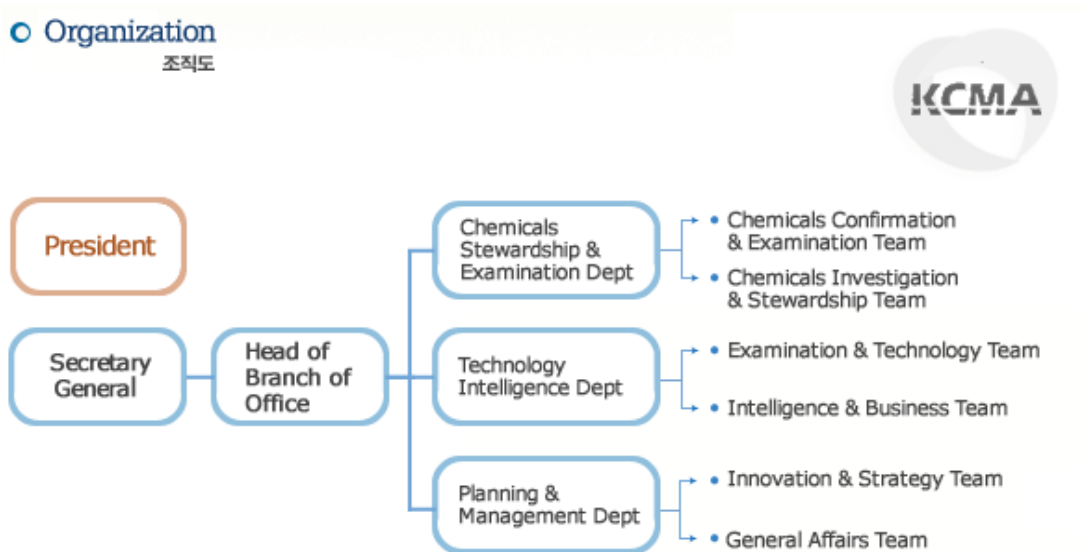 Organization
조직도
KCMA
President
Secretary
General
Head of
Branch of
Office
Chemicals
Stewardship &
Examination Dept
• Chemicals Confirmation
& Examination Team
• Chemicals Investigation
& Stewardship Team
Technology
Intelligence Dept
• Examination & Technology Team
• Intelligence & Business Team
Planning &
Management Dept
• Innovation & Strategy Team
• General Affairs Team